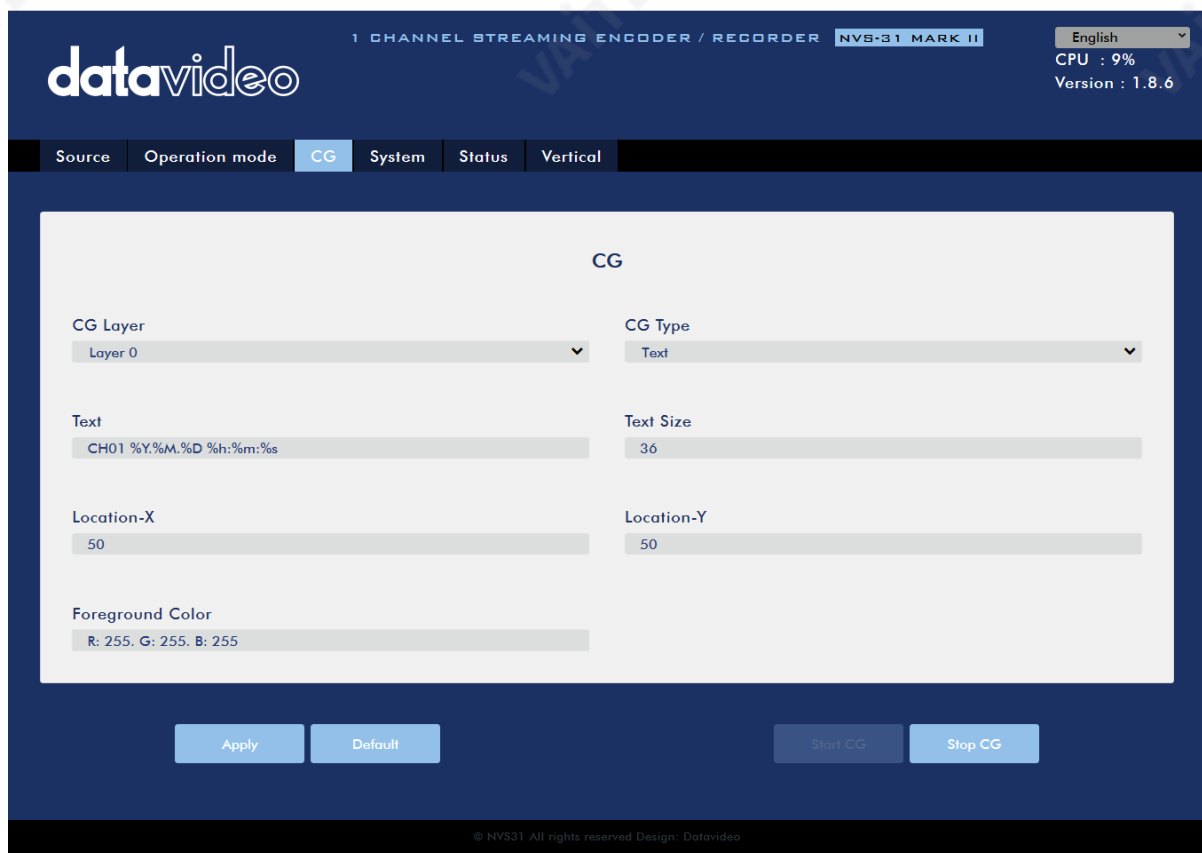 1 CHANNEL STREAMING ENCODER / RECORDER NVS-31 MARK II
English
CPU : 9%
Version : 1.8.6
datavideo
Source Operation mode CG System Status Vertical
CG
CG Layer CG Type
Layer 0 Text
Text Text Size
CH01 %Y.%M.%D %h:%m:%s 36
Location-X Location-Y
50 50
Foreground Color
R: 255. G: 255. B: 255
Apply Default Start CG Stop CG
© NVS31 All rights reserved Design: Datavideo